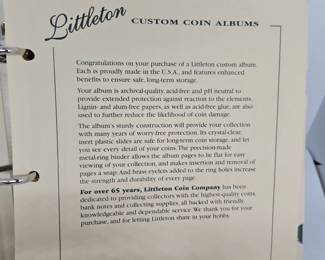 Littleton
CUSTOM COIN ALBUMS
Congratulations on your purchase of a Littleton custom album.
Each is proudly made in the U.S.A., and features enhanced
benefits to ensure safe, long-term storage.
Your album is archival-quality, acid-free and pH neutral to
provide extended protection against reaction to the elements.
Lignin- and alum-free papers, as well as acid-free glue, are also
used to further reduce the likelihood of coin damage.
The album's sturdy construction will provide your collection
with many years of worry-free protection. Its crystal-clear,
inert plastic slides are safe for long-term coin storage, and let
you see every detail of your coins. The precision-made
metal-ring binder allows the album pages to lie flat for easy
viewing of your collection, and makes insertion and removal of
pages a snap And brass eyelets added to the ring holes increase
the strength and durability of every page.
For over 65 years, Littleton Coin Company has been
dedicated to providing collectors with the highest-quality coins,
bank notes and collecting supplies, all backed with friendly,
knowledgeable and dependable service. We thank you for your
purchase, and for letting Littleton share in your hobby.